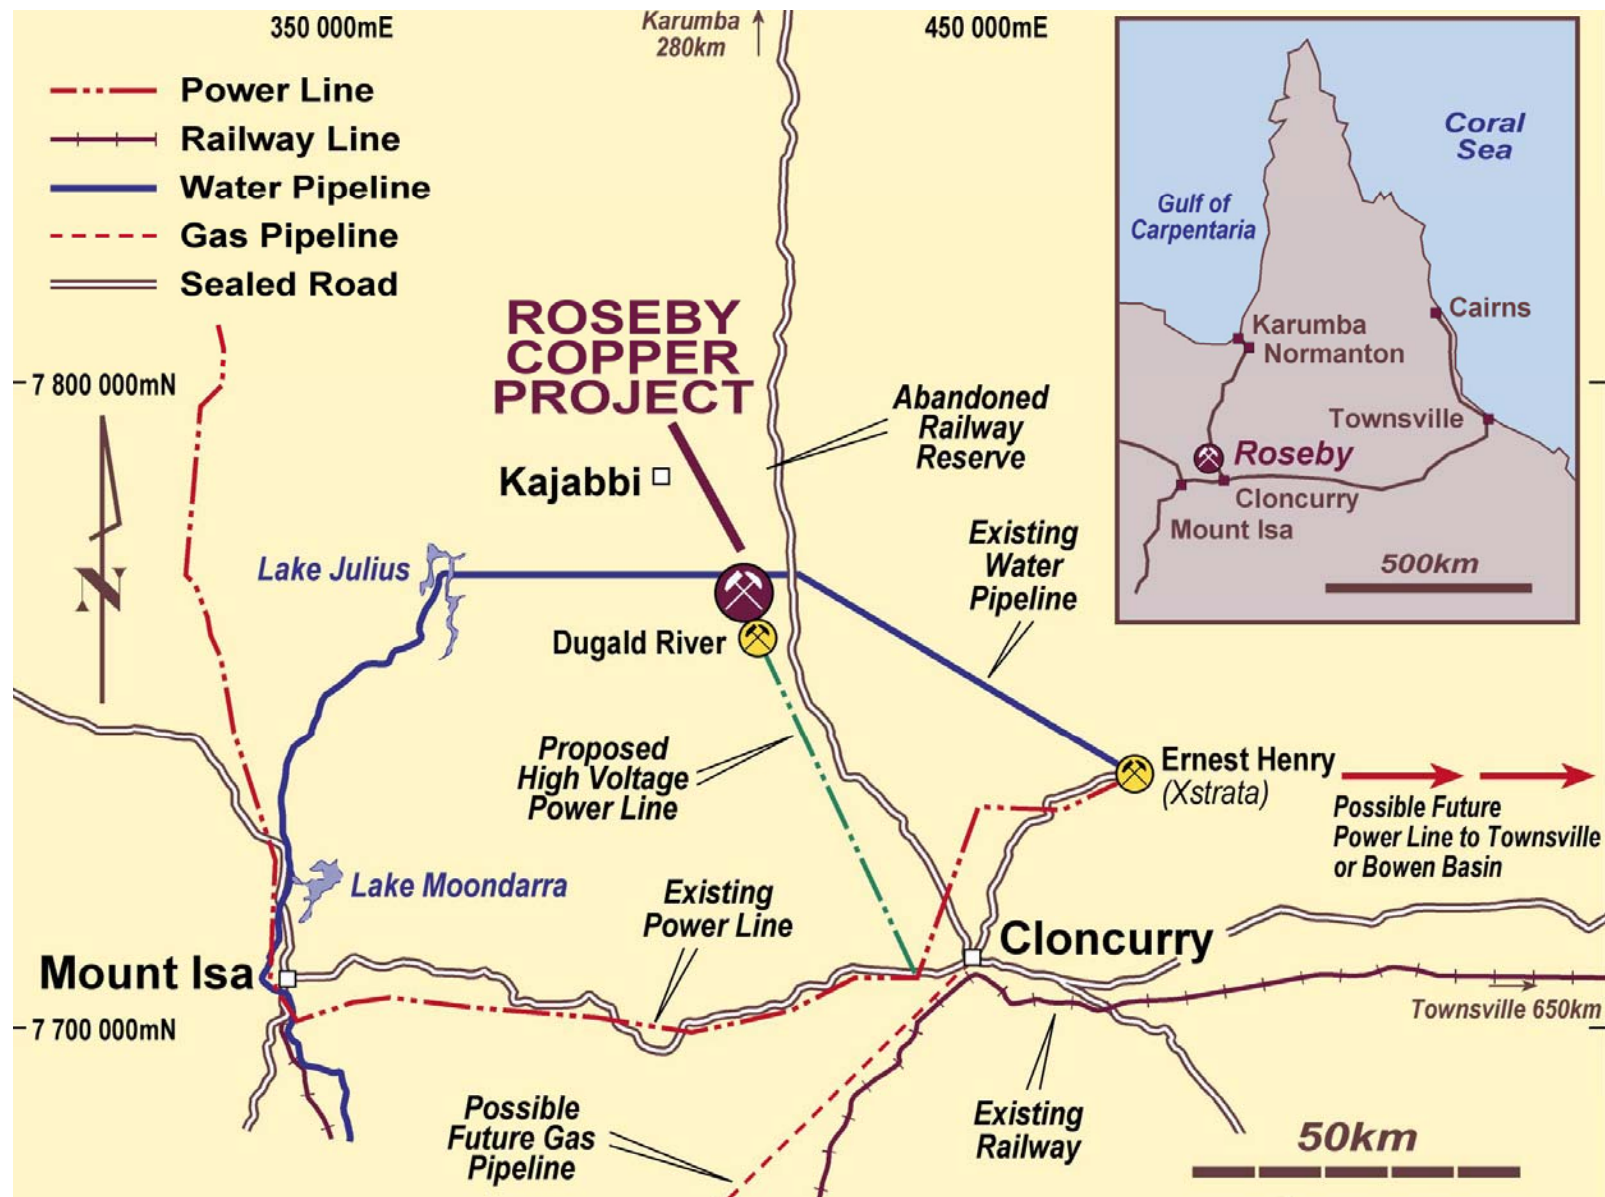 350 000mE
Karumba
280km
450 000mE
Power Line
Railway Line
Water Pipeline
Gas Pipeline
Sealed Road
ROSEBY
COPPER
PROJECT
7 800 000mN
Abandoned
Railway
Reserve
Kajabbi
N
Lake Julius
Existing
Water
Pipeline
Dugald River
Proposed
High Voltage
Power Line
Ernest Henry
(Xstrata)
Possible Future
Power Line to Townsville
or Bowen Basin
Lake Moondarra
Existing
Power Line
Cloncurry
Mount Isa
Townsville 650km
7 700 000mN
Possible
Future Gas
Pipeline
Existing
Railway
50km
Coral
Sea
Gulf of
Carpentaria
Cairns
Karumba
Normanton
Townsville
Roseby
Cloncurry
Mount Isa
500km